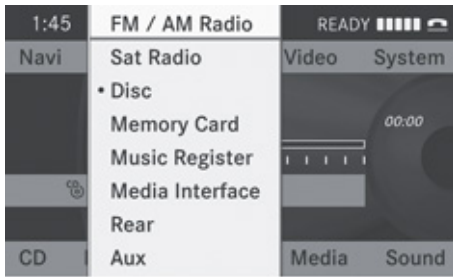 1:45 FM / AM Radio READY
Navi Sat Radio Video System
• Disc
Memory Card 00:00
Music Register
Media Interface
Rear
CD Aux Media Sound